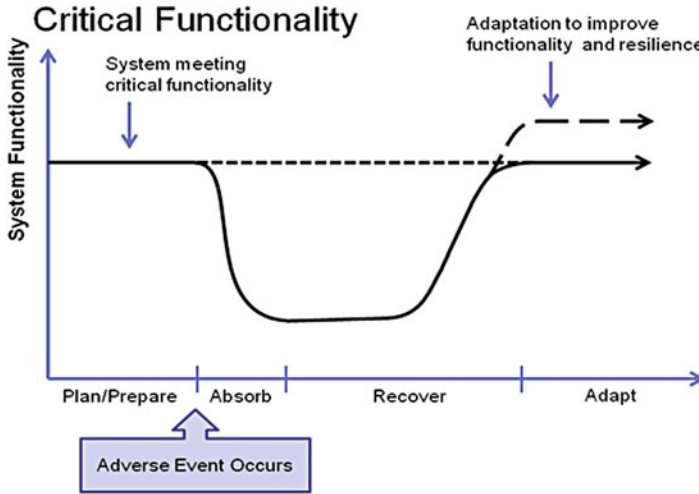 Critical Functionality
System Functionality
System meeting
critical functionality
Adaptation to improve
functionality and resilience
Plan/Prepare
Absorb
Recover
Adapt
Adverse Event Occurs